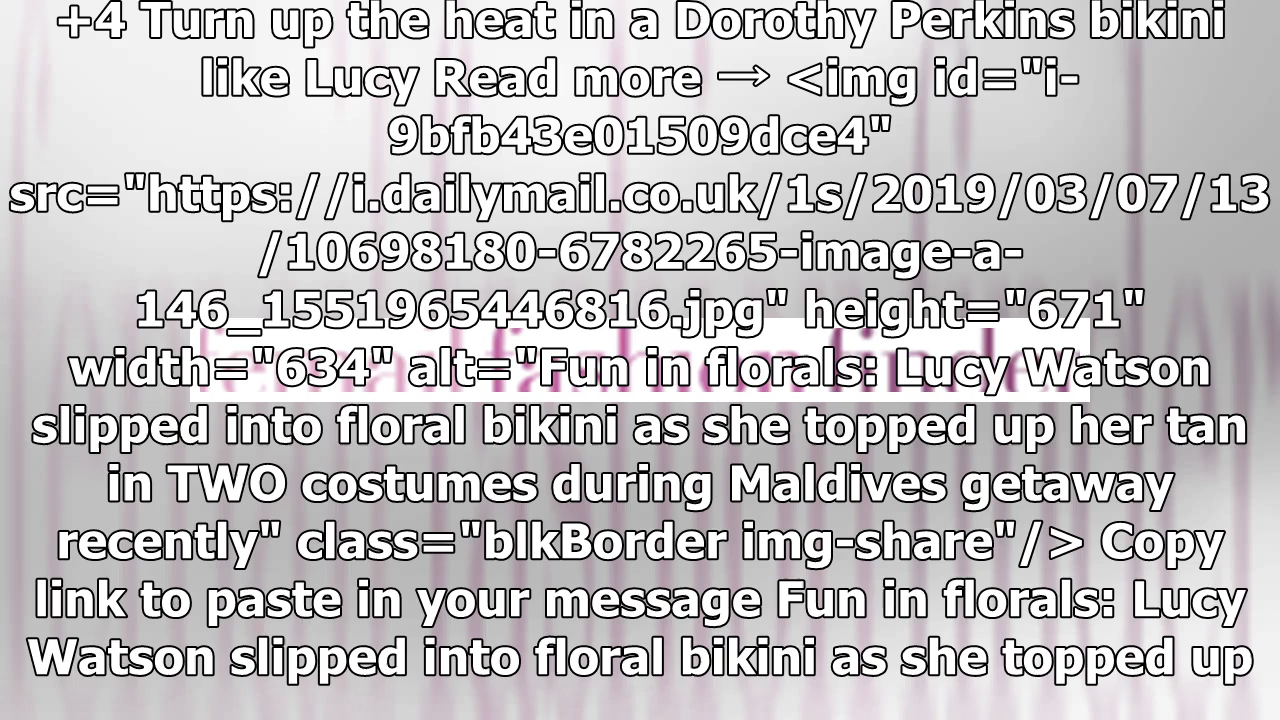 +4 Turn up the heat in a Dorothy Perkins bikini
like Lucy Read more → <img id="i-
9bfb43e01509dce4"
src="https://i.dailymail.co.uk/1s/2019/03/07/13
/10698180-6782265-image-a-
146_1551965446816.jpg" height="671"
width="634" alt="Fun in florals: Lucy Watson
slipped into floral bikini as she topped up her tan
in TWO costumes during Maldives getaway
recently" class="blkBorder img-share"/> Copy
link to paste in your message Fun in florals: Lucy
Watson slipped into floral bikini as she topped up